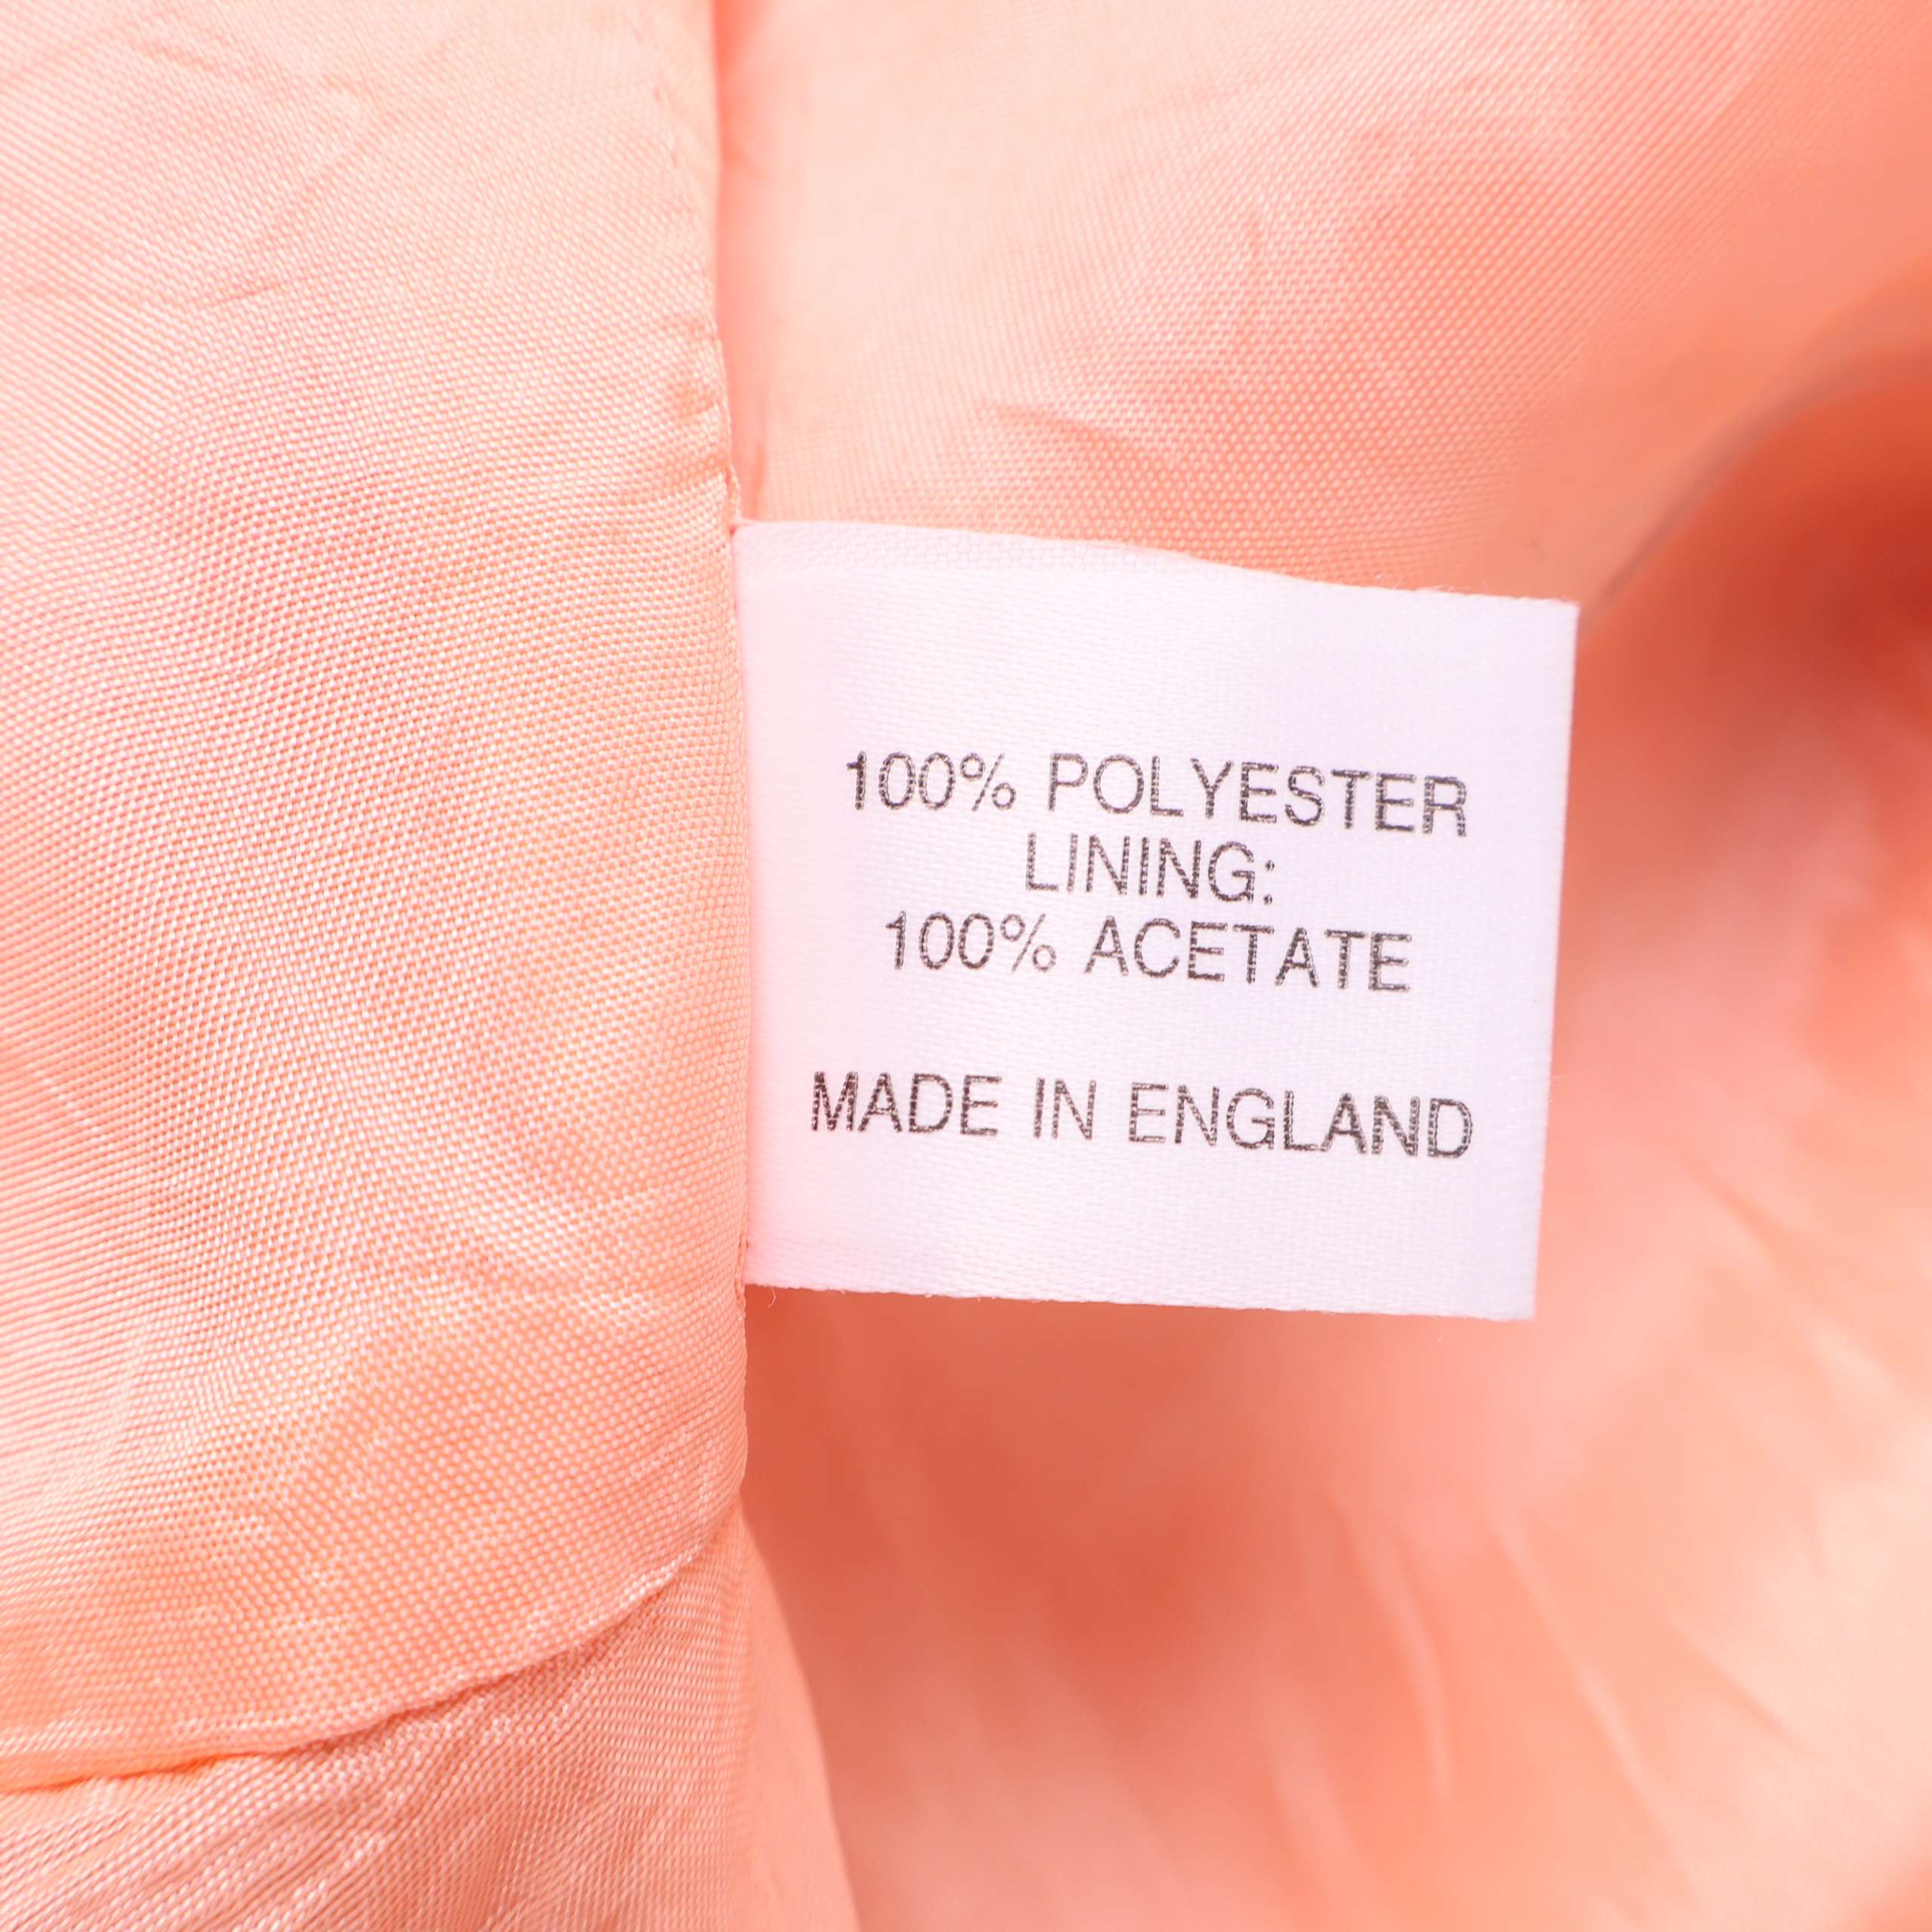 100% POLYESTER
LINING:
100% ACETATE
MADE IN ENGLAND